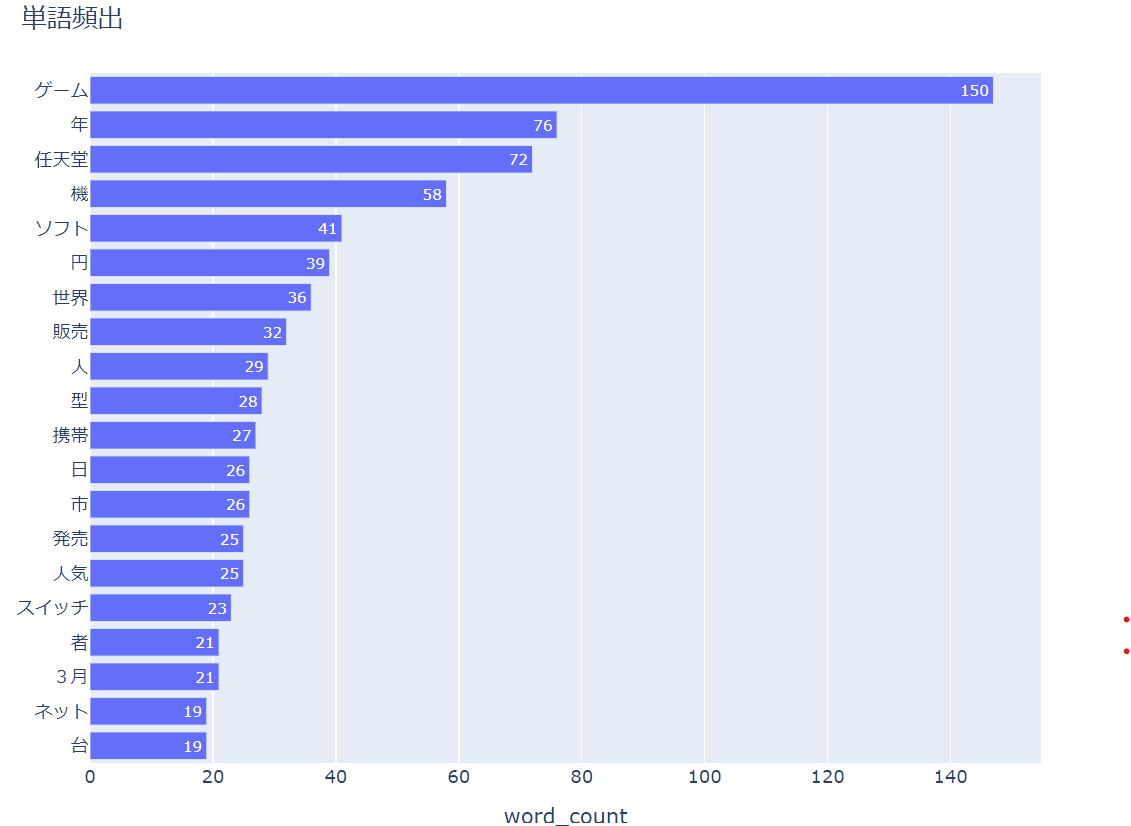 単語頻出
ゲーム 150
年 76
任天堂 72
機 58
ソフト 41
円 39
世界 36
販売 32
人 29
型 28
携帯 27
日 26
市 26
発売 25
人気 25
スイッチ 23
者 21
３月 21
ネット 19
台 19
0 20 40 60 80 100 120 140
word_count